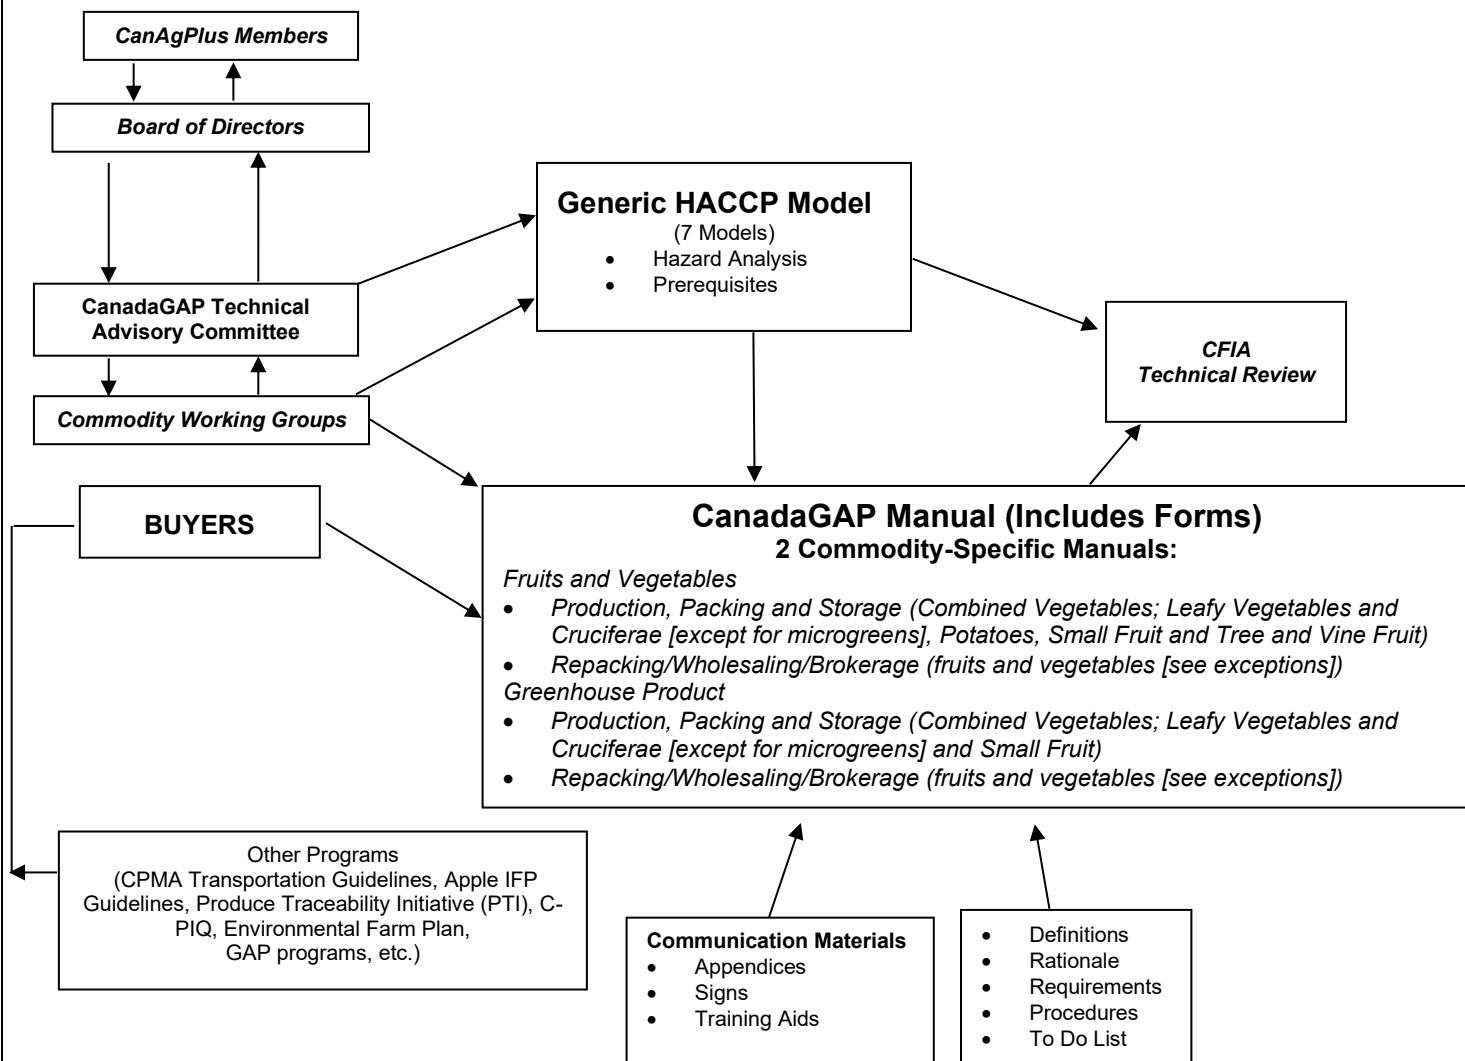 CanAgPlus Members
Board of Directors
CanadaGAP Technical
Advisory Committee
Commodity Working Groups
Generic HACCP Model
(7 Models)
• Hazard Analysis
• Prerequisites
CFIA
Technical Review
BUYERS
CanadaGAP Manual (Includes Forms)
2 Commodity-Specific Manuals:
Fruits and Vegetables
• Production, Packing and Storage (Combined Vegetables; Leafy Vegetables and
Cruciferae [except for microgreens], Potatoes, Small Fruit and Tree and Vine Fruit)
• Repacking/Wholesaling/Brokerage (fruits and vegetables [see exceptions])
Greenhouse Product
• Production, Packing and Storage (Combined Vegetables; Leafy Vegetables and
Cruciferae [except for microgreens] and Small Fruit)
• Repacking/Wholesaling/Brokerage (fruits and vegetables [see exceptions])
Other Programs
(CPMA Transportation Guidelines, Apple IFP
Guidelines, Produce Traceability Initiative (PTI), C-
PIQ, Environmental Farm Plan,
GAP programs, etc.)
Communication Materials
• Appendices
• Signs
• Training Aids
• Definitions
• Rationale
• Requirements
• Procedures
• To Do List